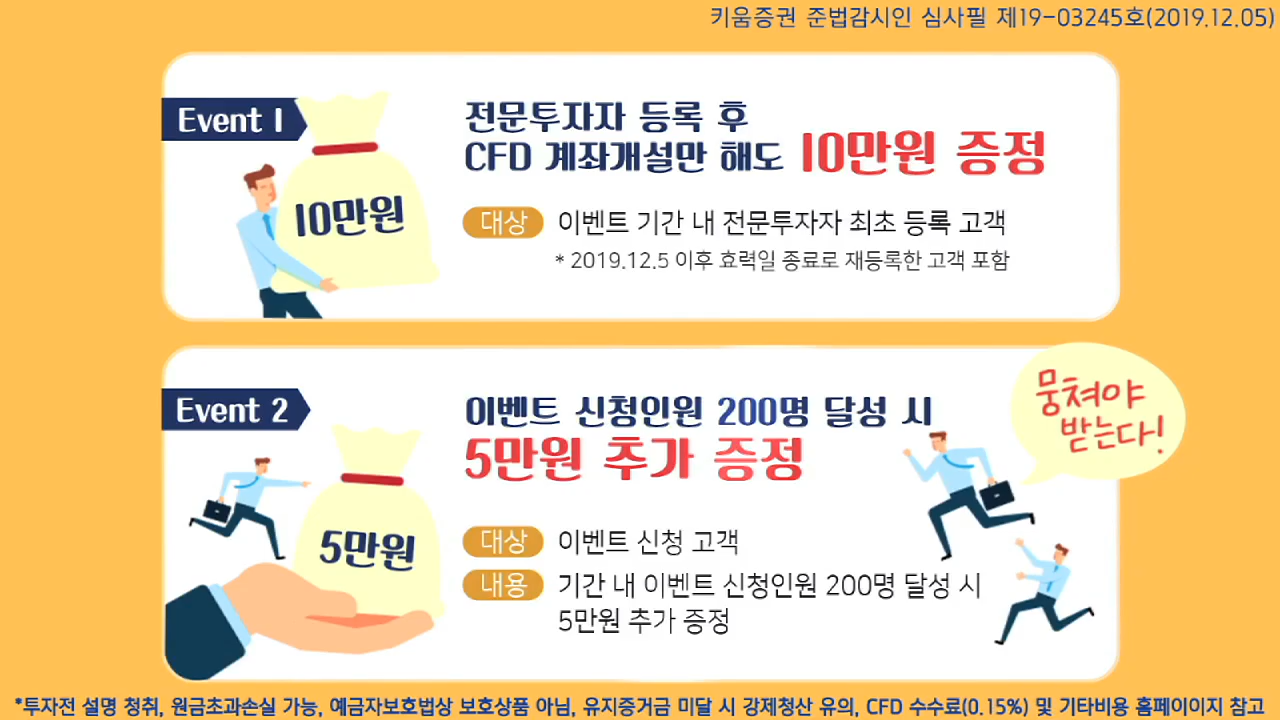 키움증권 준법감시인 심사필 제19-03245호(2019.12.05)
Event 1
10만원
전문투자자 등록 후
CFD 계좌개설만 해도 10만원 증정
대상 이벤트 기간 내 전문투자자 최초 등록 고객
* 2019.12.5 이후 효력일 종료로 재등록한 고객 포함
Event 2
5만원
이벤트 신청인원 200명 달성 시
5만원 추가 증정
뭉쳐야
받는다!
대상 이벤트 신청 고객
내용 기간 내 이벤트 신청인원 200명 달성 시
5만원 추가 증정
*투자전 설명 청취, 원금초과손실 가능, 예금자보호법상 보호상품 아님, 유지증거금 미달 시 강제청산 유의, CFD 수수료(0.15%) 및 기타비용 홈페이이지 참고